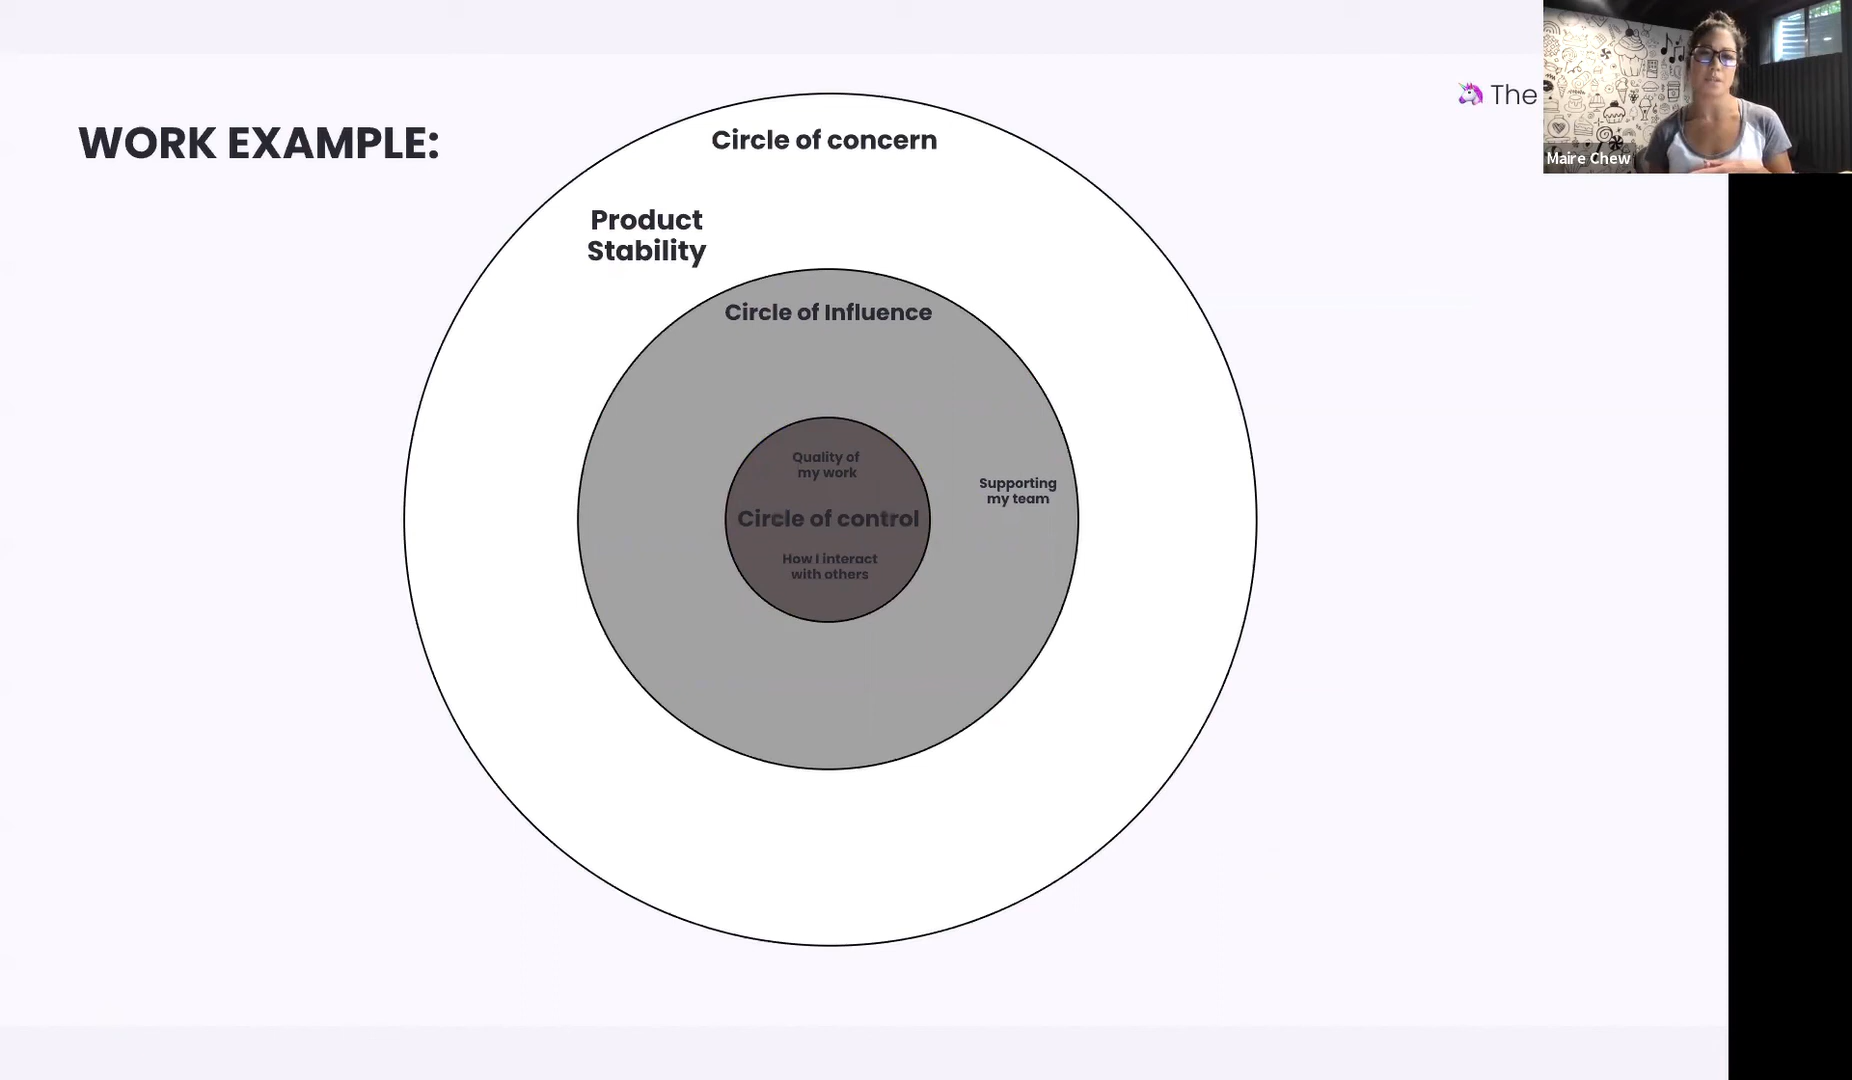 The
Maire Chew
WORK EXAMPLE:
Circle of concern
Product
Stability
Circle of Influence
Quality of
my work
Circle of control
How I interact
with others
Supporting
my team